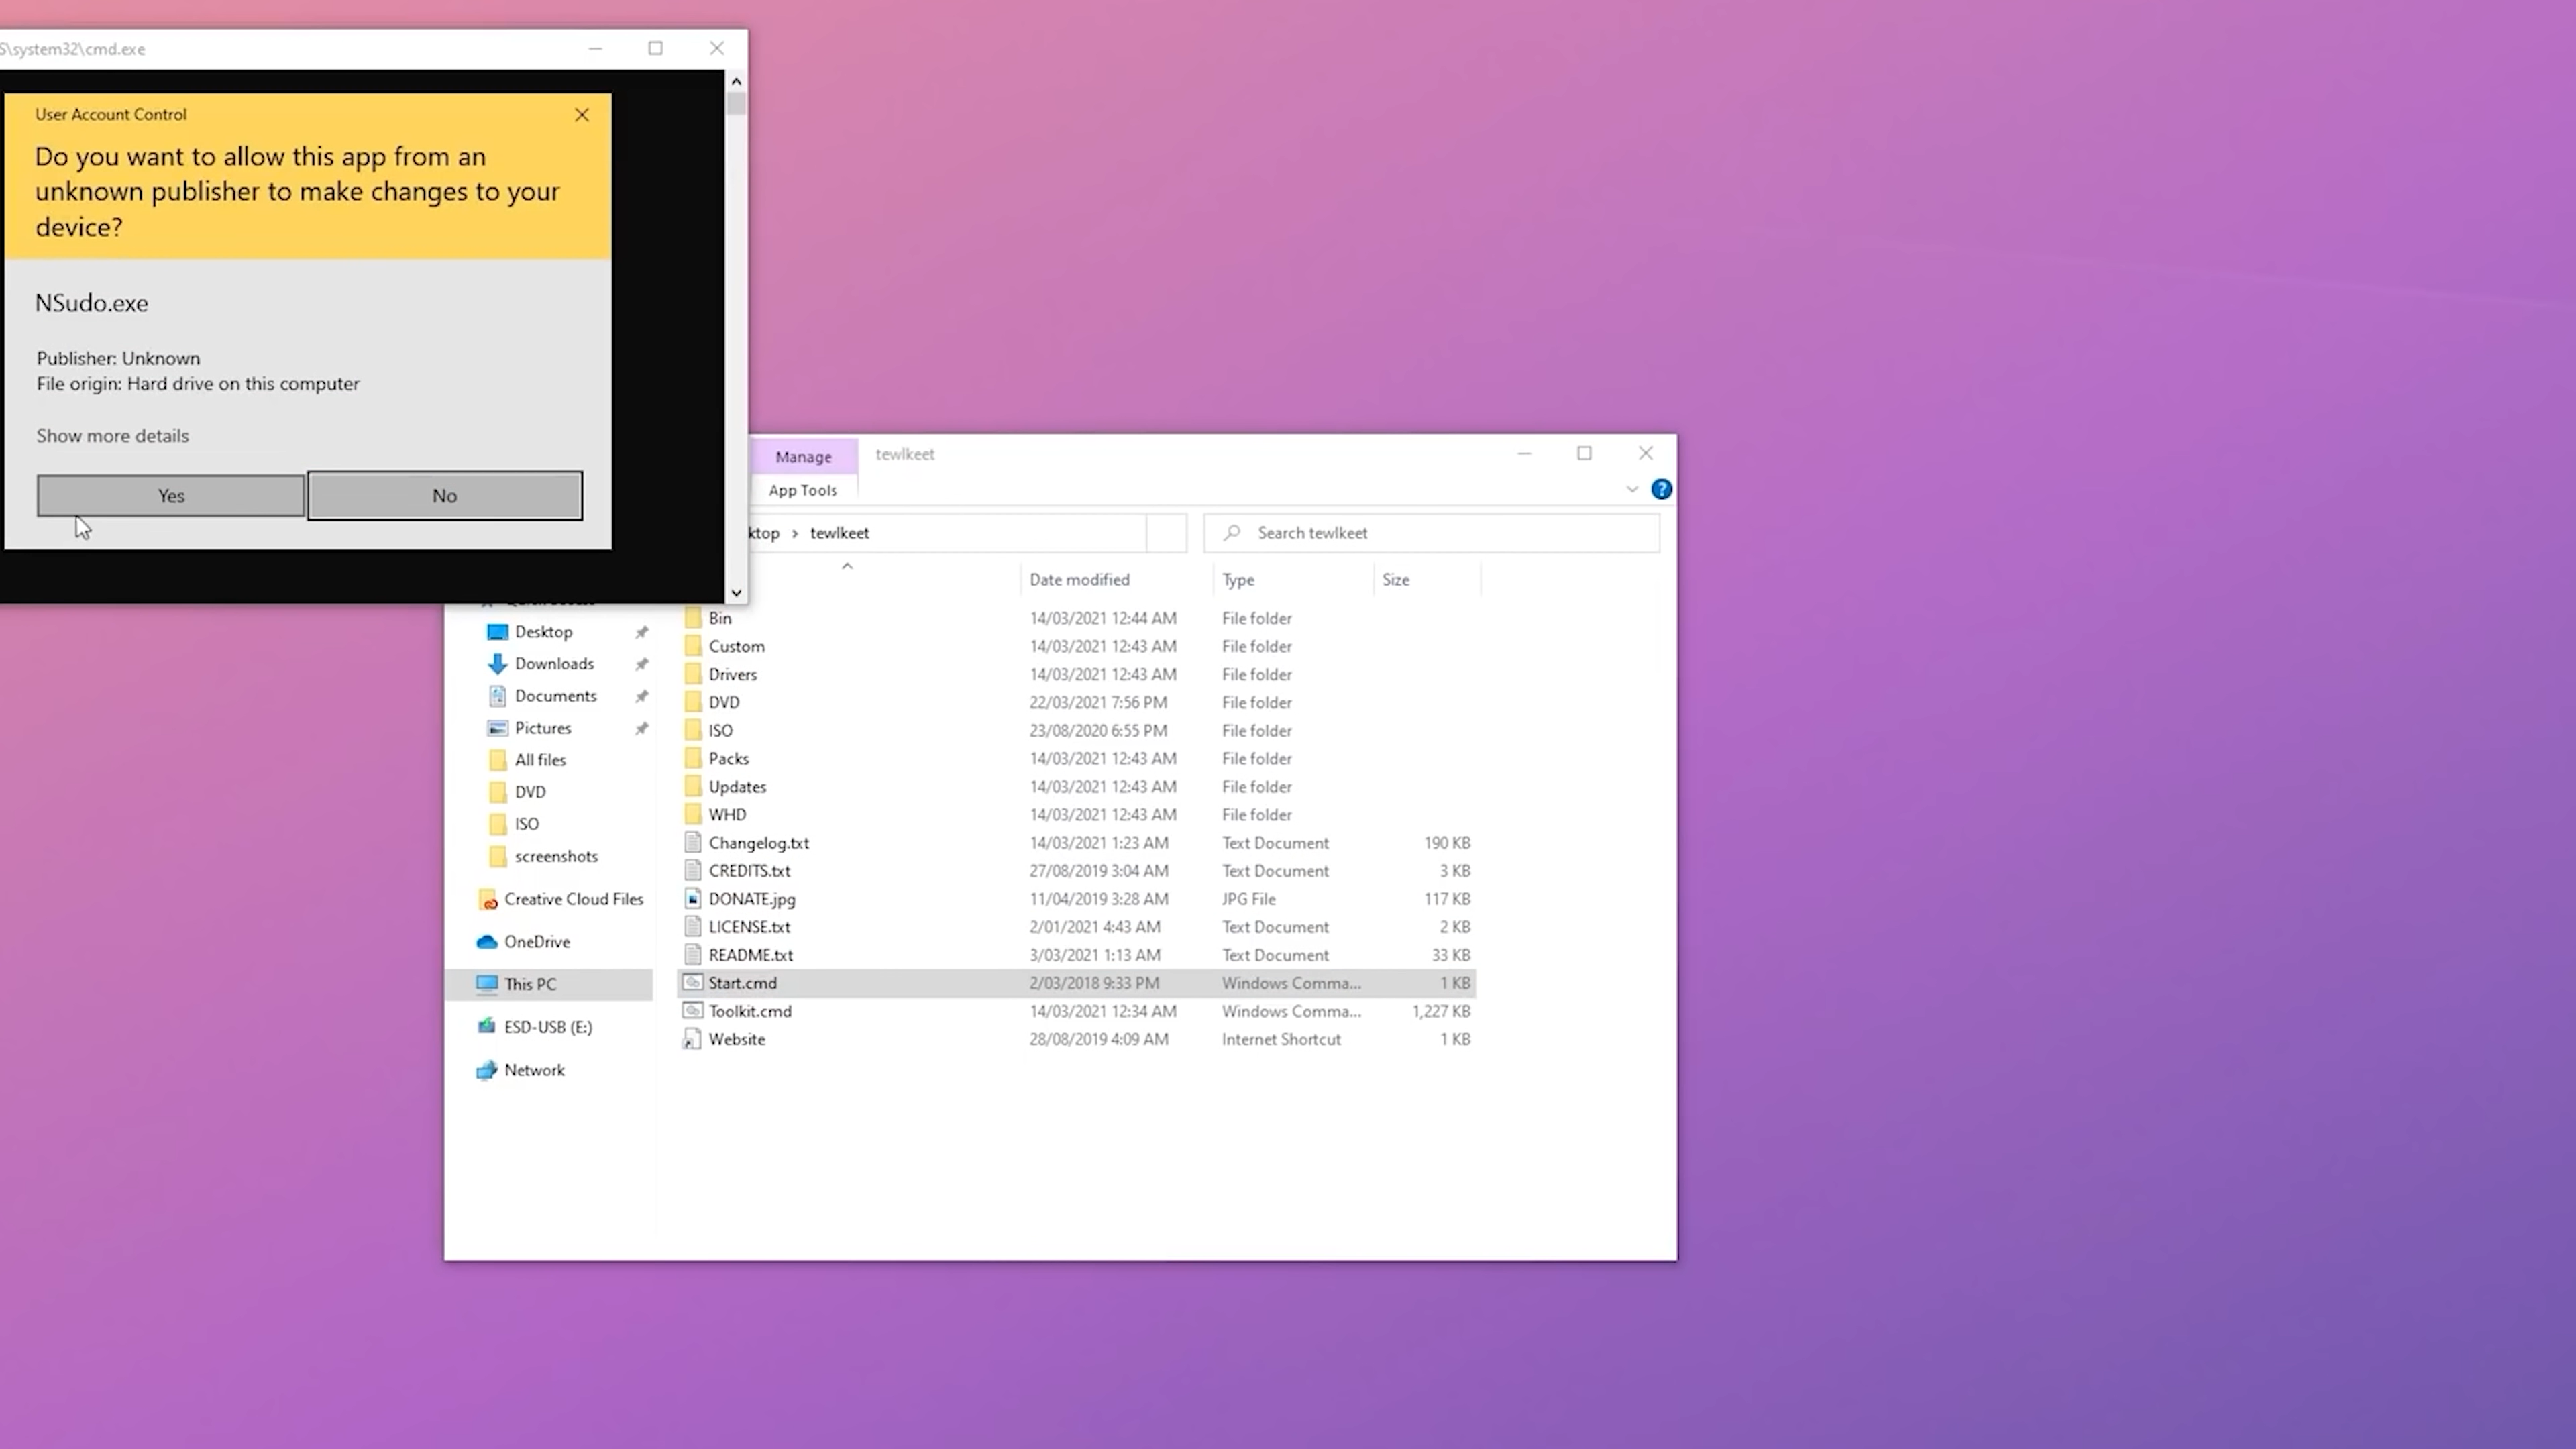 S\system32\cmd.exe
User Account Control
Do you want to allow this app from an
unknown publisher to make changes to your
device?
NSudo.exe
Publisher: Unknown
File origin: Hard drive on this computer
Show more details
Yes No
Manage tewlkeet
App Tools
ktop > tewlkeet Search tewlkeet
Date modified Type Size
Desktop
Downloads
Documents
Pictures
All files
DVD
ISO
screenshots
Creative Cloud Files
OneDrive
This PC
ESD-USB (E:)
Network
Bin 14/03/2021 12:44 AM File folder
Custom 14/03/2021 12:43 AM File folder
Drivers 14/03/2021 12:43 AM File folder
DVD 22/03/2021 7:56 PM File folder
ISO 23/08/2020 6:55 PM File folder
Packs 14/03/2021 12:43 AM File folder
Updates 14/03/2021 12:43 AM File folder
WHD 14/03/2021 12:43 AM File folder
Changelog.txt 14/03/2021 1:23 AM Text Document 190 KB
CREDITS.txt 27/08/2019 3:04 AM Text Document 3 KB
DONATE.jpg 11/04/2019 3:28 AM JPG File 117 KB
LICENSE.txt 2/01/2021 4:43 AM Text Document 2 KB
README.txt 3/03/2021 1:13 AM Text Document 33 KB
Start.cmd 2/03/2018 9:33 PM Windows Comma... 1 KB
Toolkit.cmd 14/03/2021 12:34 AM Windows Comma... 1,227 KB
Website 28/08/2019 4:09 AM Internet Shortcut 1 KB